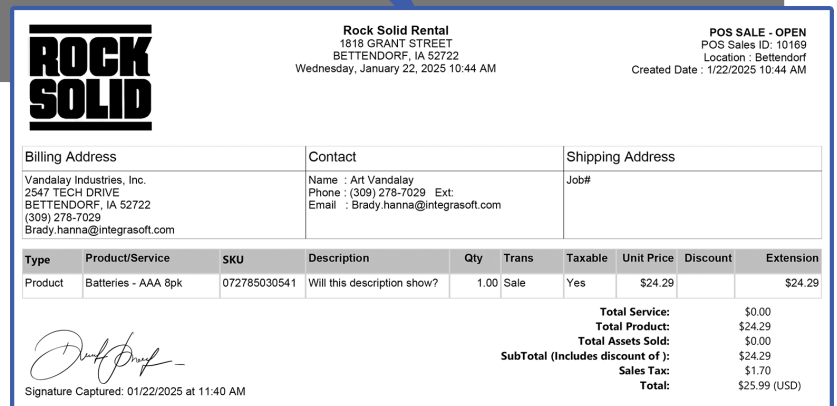 ROCK
SOLID
Rock Solid Rental
1818 GRANT STREET
BETTENDORF, IA 52722
Wednesday, January 22, 2025 10:44 AM
POS SALE - OPEN
POS Sales ID: 10169
Location : Bettendorf
Created Date : 1/22/2025 10:44 AM
Billing Address
Vandalay Industries, Inc.
2547 TECH DRIVE
BETTENDORF, IA 52722
(309) 278-7029
Brady.hanna@integrasoft.com
Contact
Name : Art Vandalay
Phone : (309) 278-7029 Ext:
Email : Brady.hanna@integrasoft.com
Shipping Address
Job#
Type Product/Service SKU Description Qty Trans Taxable Unit Price Discount Extension
Product Batteries - AAA 8pk 072785030541 Will this description show? 1.00 Sale Yes $24.29 $24.29
Total Service: $0.00
Total Product: $24.29
Total Assets Sold: $0.00
SubTotal (Includes discount of ): $24.29
Sales Tax: $1.70
Total: $25.99 (USD)
Signature Captured: 01/22/2025 at 11:40 AM